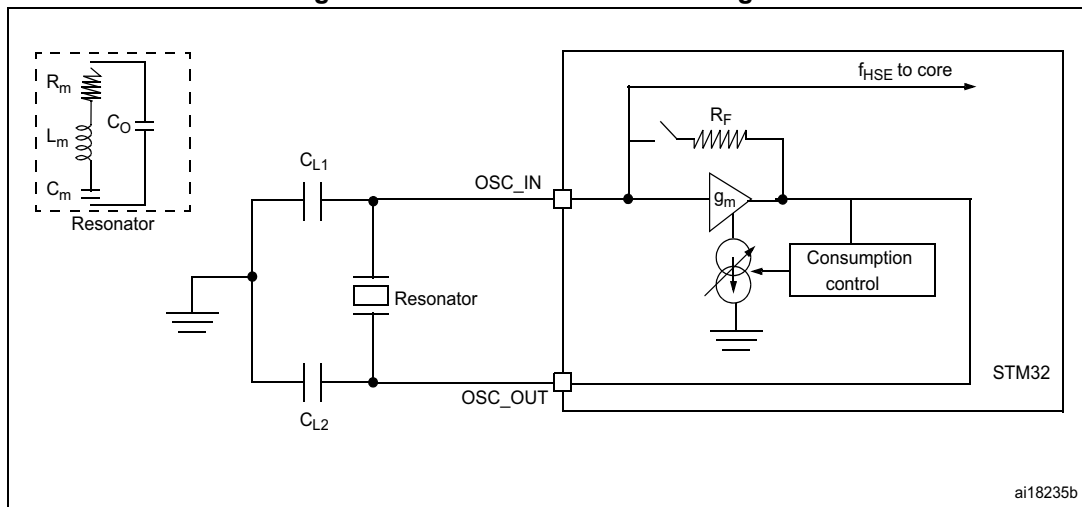 f_HSE to core
R_m
R_F
L_m
C_O
C_L1
OSC_IN
C_m
g_m
Resonator
Consumption
control
Resonator
STM32
OSC_OUT
C_L2
ai18235b